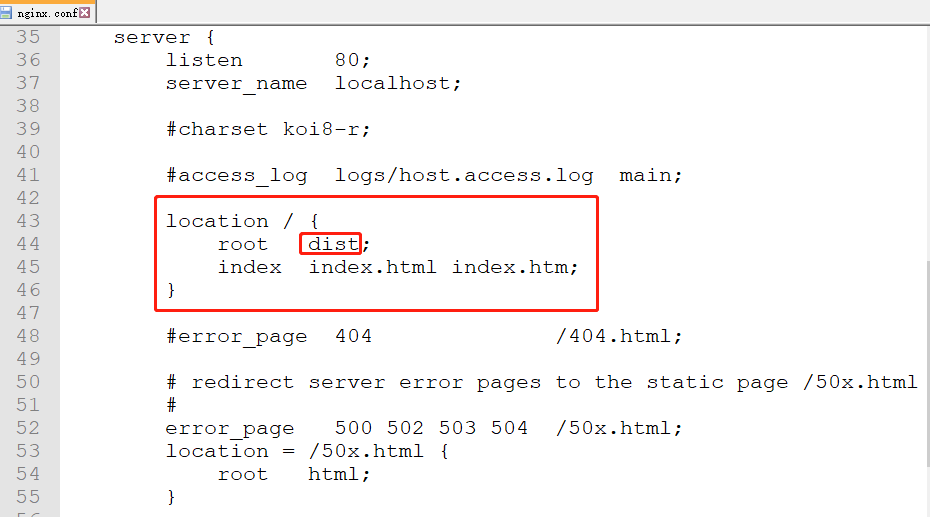 nginx.conf
35 server {
36 listen 80;
37 server_name localhost;
38
39 #charset koi8-r;
40
41 #access_log logs/host.access.log main;
42
43 location / {
44 root dist;
45 index index.html index.htm;
46 }
47
48 #error_page 404 /404.html;
49
50 # redirect server error pages to the static page /50x.html
51 #
52 error_page 500 502 503 504 /50x.html;
53 location = /50x.html {
54 root html;
55 }